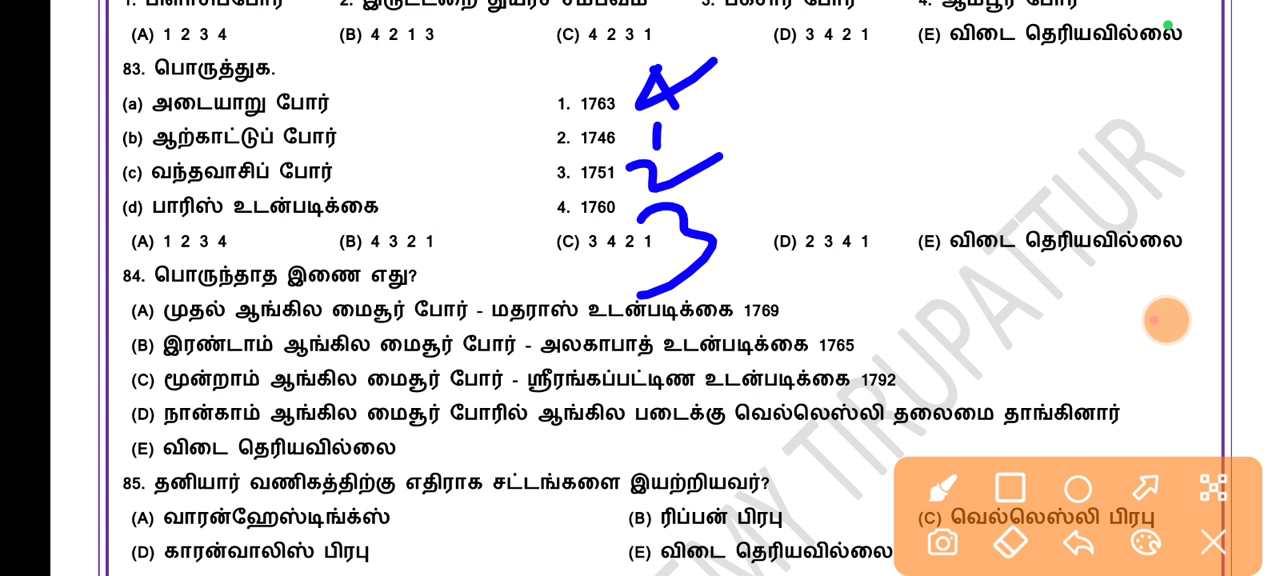 (A) 1 2 3 4 (B) 4 2 1 3 (C) 4 2 3 1 (D) 3 4 2 1 (E) விடை தெரியவில்லை
83. பொருத்துக.
(a) அடையாறு போர் 1. 1763 4
(b) ஆற்காட்டுப் போர் 2. 1746 1
(c) வந்தவாசிப் போர் 3. 1751 2
(d) பாரிஸ் உடன்படிக்கை 4. 1760 3
(A) 1 2 3 4 (B) 4 3 2 1 (C) 3 4 2 1 (D) 2 3 4 1 (E) விடை தெரியவில்லை
84. பொருந்தாத இணை எது?
(A) முதல் ஆங்கில மைசூர் போர் - மதராஸ் உடன்படிக்கை 1769
(B) இரண்டாம் ஆங்கில மைசூர் போர் - அலகாபாத் உடன்படிக்கை 1765
(C) மூன்றாம் ஆங்கில மைசூர் போர் - ஸ்ரீரங்கப்பட்டிண உடன்படிக்கை 1792
(D) நான்காம் ஆங்கில மைசூர் போரில் ஆங்கில படைக்கு வெல்லெஸ்லி தலைமை தாங்கினார்
(E) விடை தெரியவில்லை
85. தனியார் வணிகத்திற்கு எதிராக சட்டங்களை இயற்றியவர்?
(A) வாரன்ஹேஸ்டிங்க்ஸ் (B) ரிப்பன் பிரபு (C) வெல்லெஸ்லி பிரபு
(D) காரன்வாலிஸ் பிரபு (E) விடை தெரியவில்லை
TIRUPATTUR